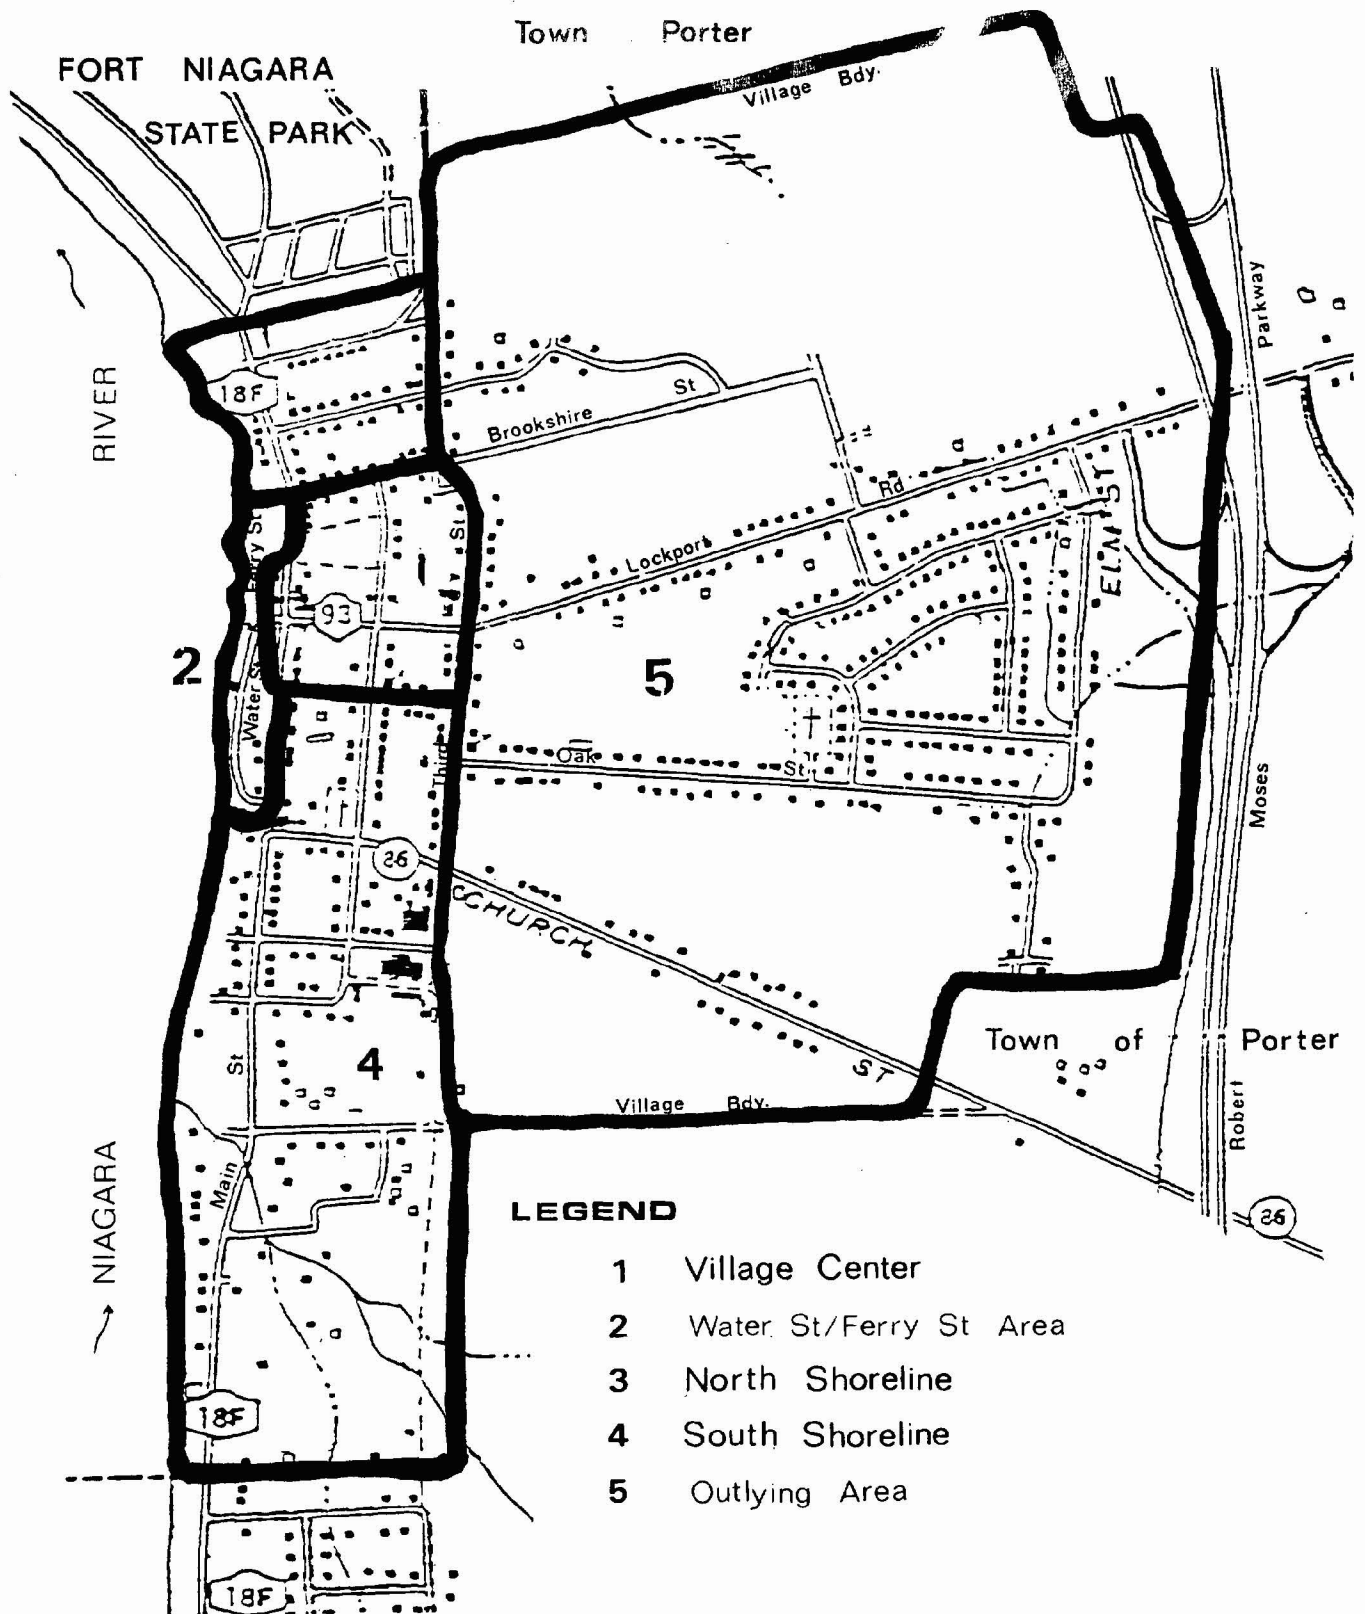 Town Porter
FORT NIAGARA
STATE PARK
Village Bdy.
Parkway
RIVER
18F
St
Brookshire
Rd
Lockport
ELM ST
Ferry St
St
1
93
2
5
Water St
Oak
St
Third
Moses
26
CHURCH
ST
4
St
Town of Porter
Village Bdy.
Robert
Main
NIAGARA
26
LEGEND
1 Village Center
2 Water St/Ferry St Area
3 North Shoreline
4 South Shoreline
5 Outlying Area
18F
18F